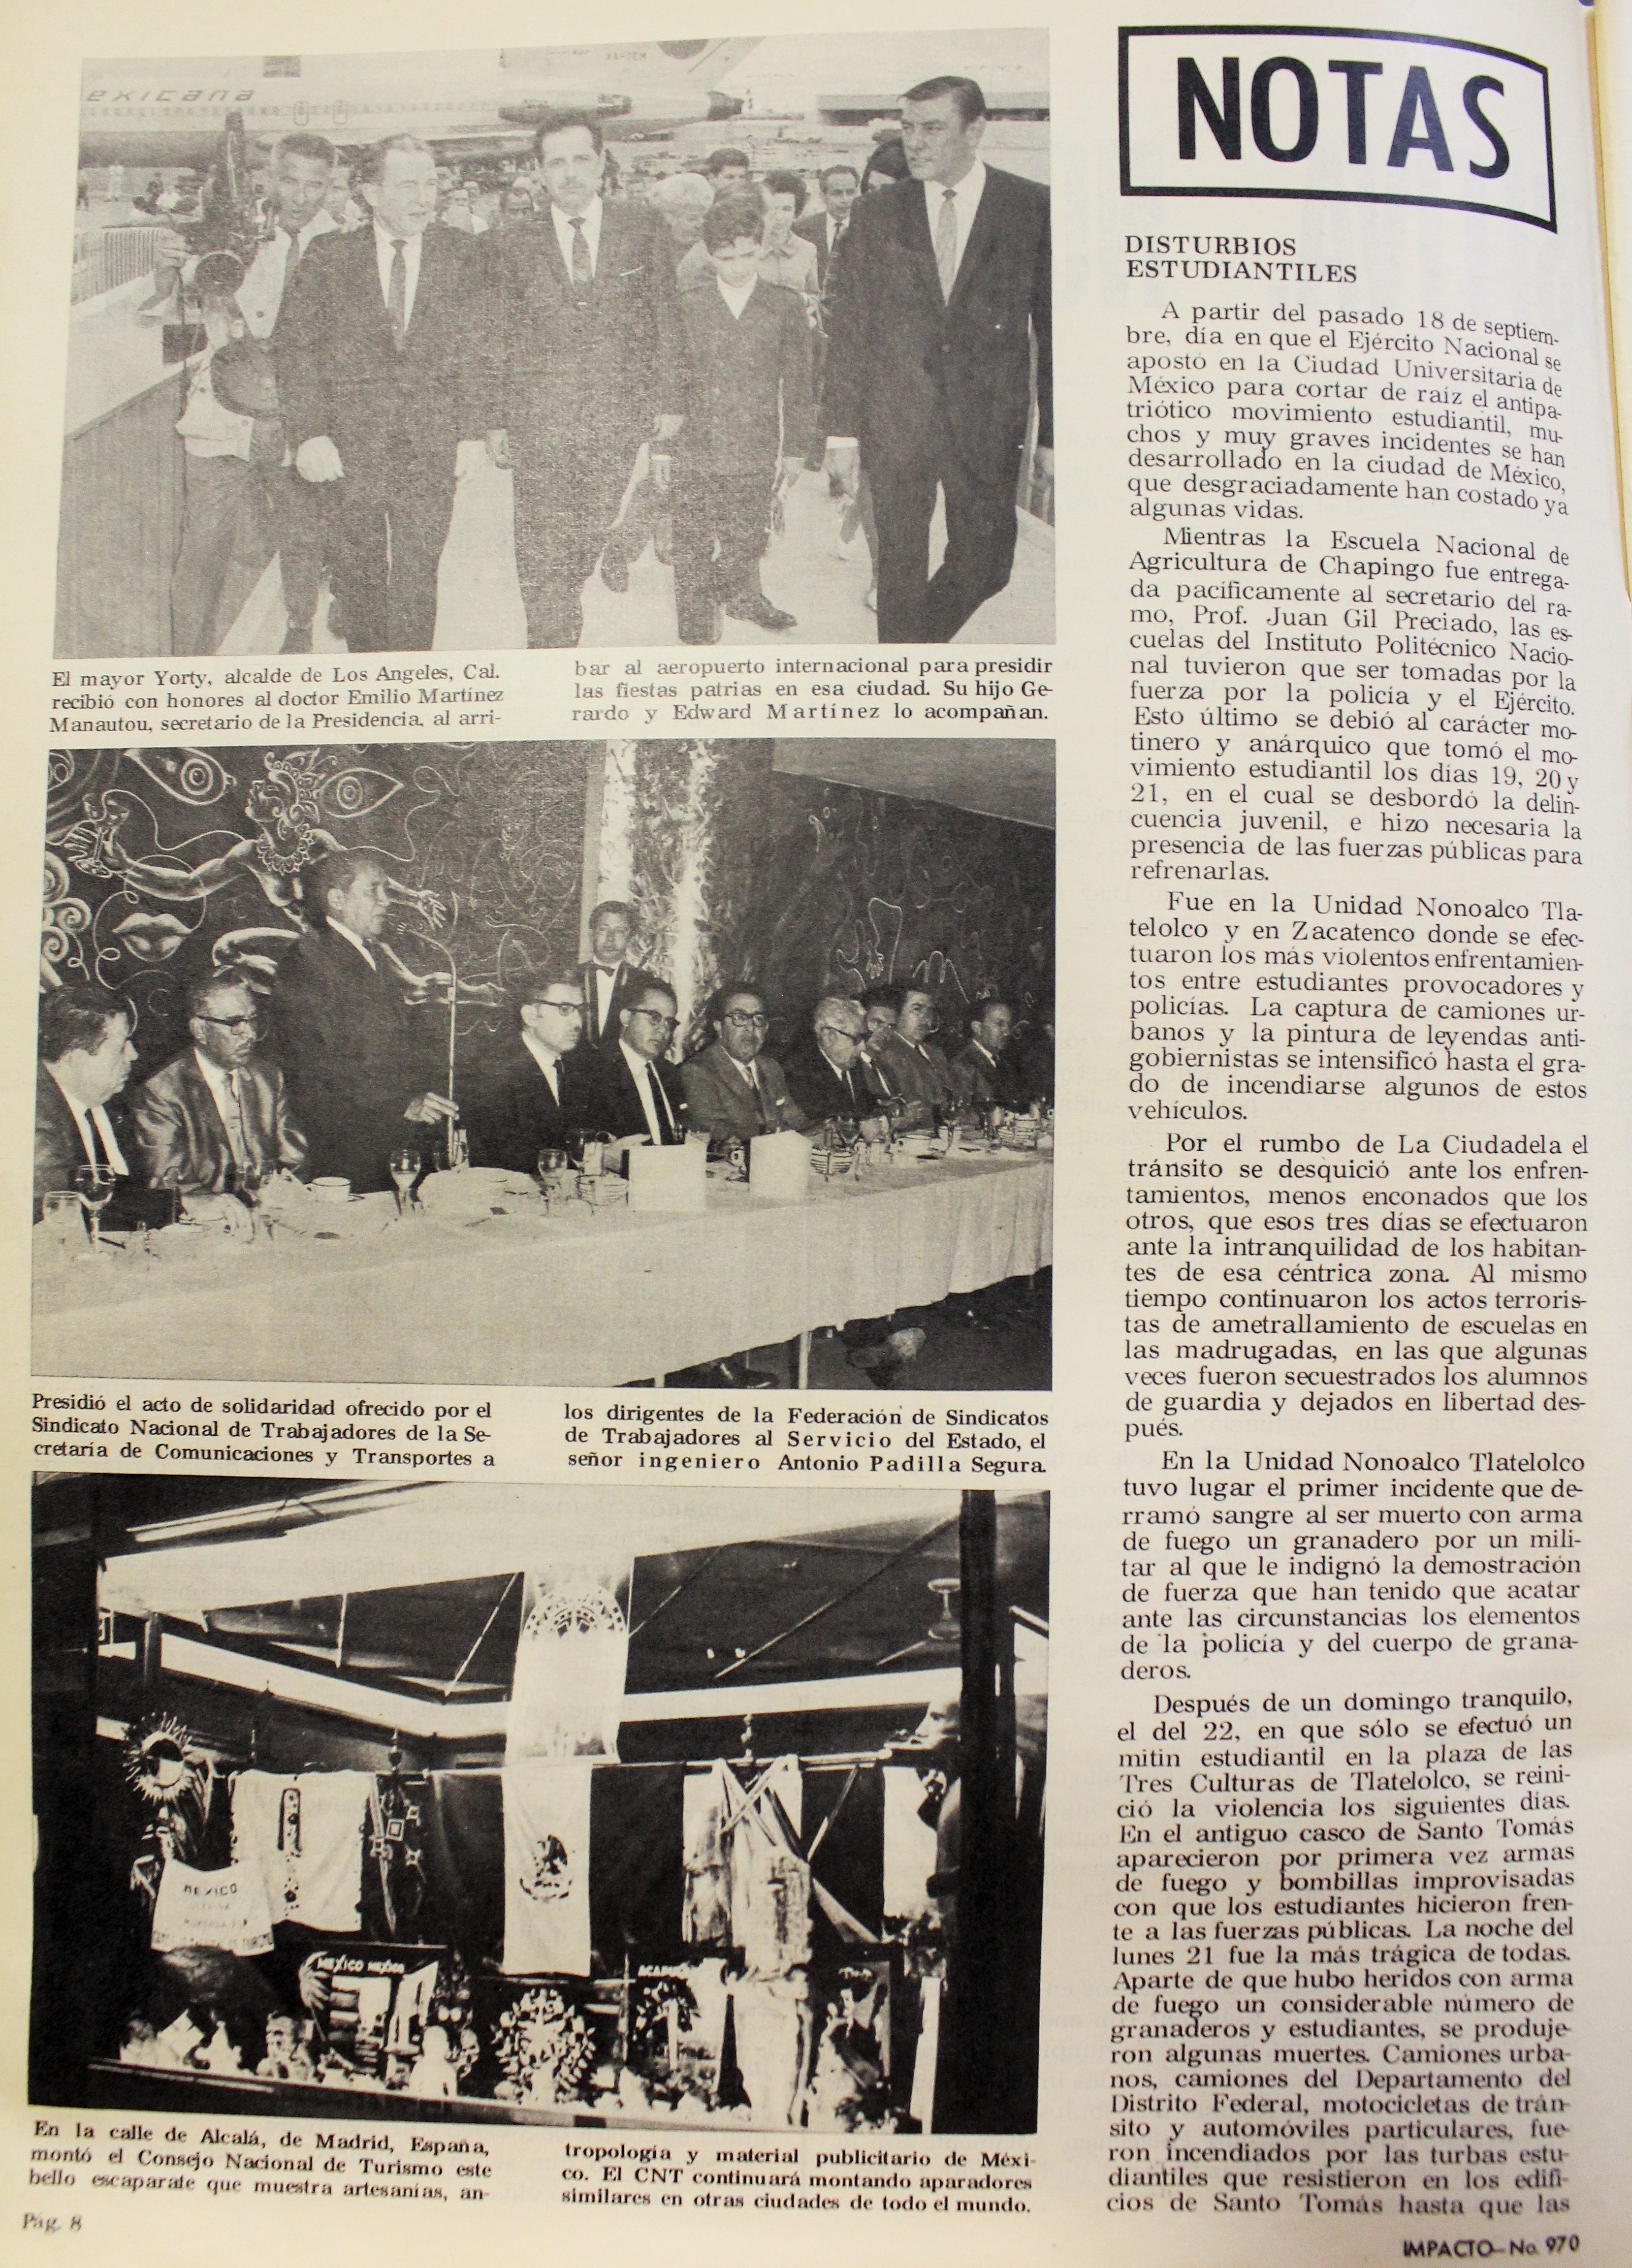 exicana
El mayor Yorty, alcalde de Los Angeles, Cal.
recibió con honores al doctor Emilio Martínez
Manautou, secretario de la Presidencia, al arri-
bar al aeropuerto internacional para presidir
las fiestas patrias en esa ciudad. Su hijo Ge-
rardo y Edward Martínez lo acompañan.
Presidió el acto de solidaridad ofrecido por el
Sindicato Nacional de Trabajadores de la Se-
cretaría de Comunicaciones y Transportes a
los dirigentes de la Federación de Sindicatos
de Trabajadores al Servicio del Estado, el
señor ingeniero Antonio Padilla Segura.
MEXICO
MEXICO MEXICO
En la calle de Alcalá, de Madrid, España,
montó el Consejo Nacional de Turismo este
bello escaparate que muestra artesanías, an-
tropología y material publicitario de Méxi-
co. El CNT continuará montando aparadores
similares en otras ciudades de todo el mundo.
Pág. 8
NOTAS
DISTURBIOS
ESTUDIANTILES
A partir del pasado 18 de septiem-
bre, día en que el Ejército Nacional se
apostó en la Ciudad Universitaria de
México para cortar de raíz el antipa-
triótico movimiento estudiantil, mu-
chos y muy graves incidentes se han
desarrollado en la ciudad de México,
que desgraciadamente han costado ya
algunas vidas.
Mientras la Escuela Nacional de
Agricultura de Chapingo fue entrega-
da pacíficamente al secretario del ra-
mo, Prof. Juan Gil Preciado, las es-
cuelas del Instituto Politécnico Nacio-
nal tuvieron que ser tomadas por la
fuerza por la policía y el Ejército.
Esto último se debió al carácter mo-
tinero y anárquico que tomó el mo-
vimiento estudiantil los días 19, 20 y
21, en el cual se desbordó la delin-
cuencia juvenil, e hizo necesaria la
presencia de las fuerzas públicas para
refrenarlas.
Fue en la Unidad Nonoalco Tla-
telolco y en Zacatenco donde se efec-
tuaron los más violentos enfrentamien-
tos entre estudiantes provocadores y
policías. La captura de camiones ur-
banos y la pintura de leyendas anti-
gobiernistas se intensificó hasta el gra-
do de incendiarse algunos de estos
vehículos.
Por el rumbo de La Ciudadela el
tránsito se desquició ante los enfren-
tamientos, menos enconados que los
otros, que esos tres días se efectuaron
ante la intranquilidad de los habitan-
tes de esa céntrica zona. Al mismo
tiempo continuaron los actos terroris-
tas de ametrallamiento de escuelas en
las madrugadas, en las que algunas
veces fueron secuestrados los alumnos
de guardia y dejados en libertad des-
pués.
En la Unidad Nonoalco Tlatelolco
tuvo lugar el primer incidente que de-
rramó sangre al ser muerto con arma
de fuego un granadero por un mili-
tar al que le indignó la demostración
de fuerza que han tenido que acatar
ante las circunstancias los elementos
de la policía y del cuerpo de grana-
deros.
Después de un domingo tranquilo,
el del 22, en que sólo se efectuó un
mitin estudiantil en la plaza de las
Tres Culturas de Tlatelolco, se reini-
ció la violencia los siguientes días.
En el antiguo casco de Santo Tomás
aparecieron por primera vez armas
de fuego y bombillas improvisadas
con que los estudiantes hicieron fren-
te a las fuerzas públicas. La noche del
lunes 21 fue la más trágica de todas.
Aparte de que hubo heridos con arma
de fuego un considerable número de
granaderos y estudiantes, se produje-
ron algunas muertes. Camiones urba-
nos, camiones del Departamento del
Distrito Federal, motocicletas de trán-
sito y automóviles particulares, fue-
ron incendiados por las turbas estu-
diantiles que resistieron en los edifi-
cios de Santo Tomás hasta que las
IMPACTO—No. 970